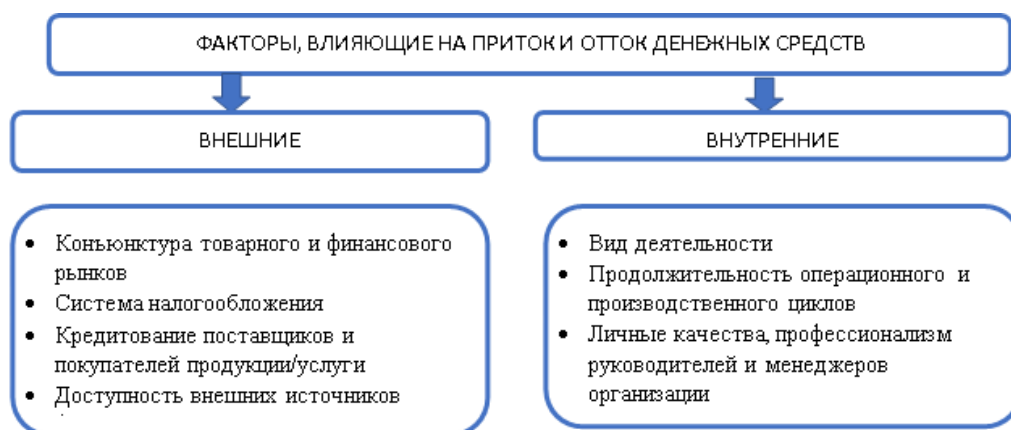 ФАКТОРЫ, ВЛИЯЮЩИЕ НА ПРИТОК И ОТТОК ДЕНЕЖНЫХ СРЕДСТВ
ВНЕШНИЕ
ВНУТРЕННИЕ
• Конъюнктура товарного и финансового
рынков
• Система налогообложения
• Кредитование поставщиков и
покупателей продукции/услуги
• Доступность внешних источников
• Вид деятельности
• Продолжительность операционного и
производственного циклов
• Личные качества, профессионализм
руководителей и менеджеров
организации